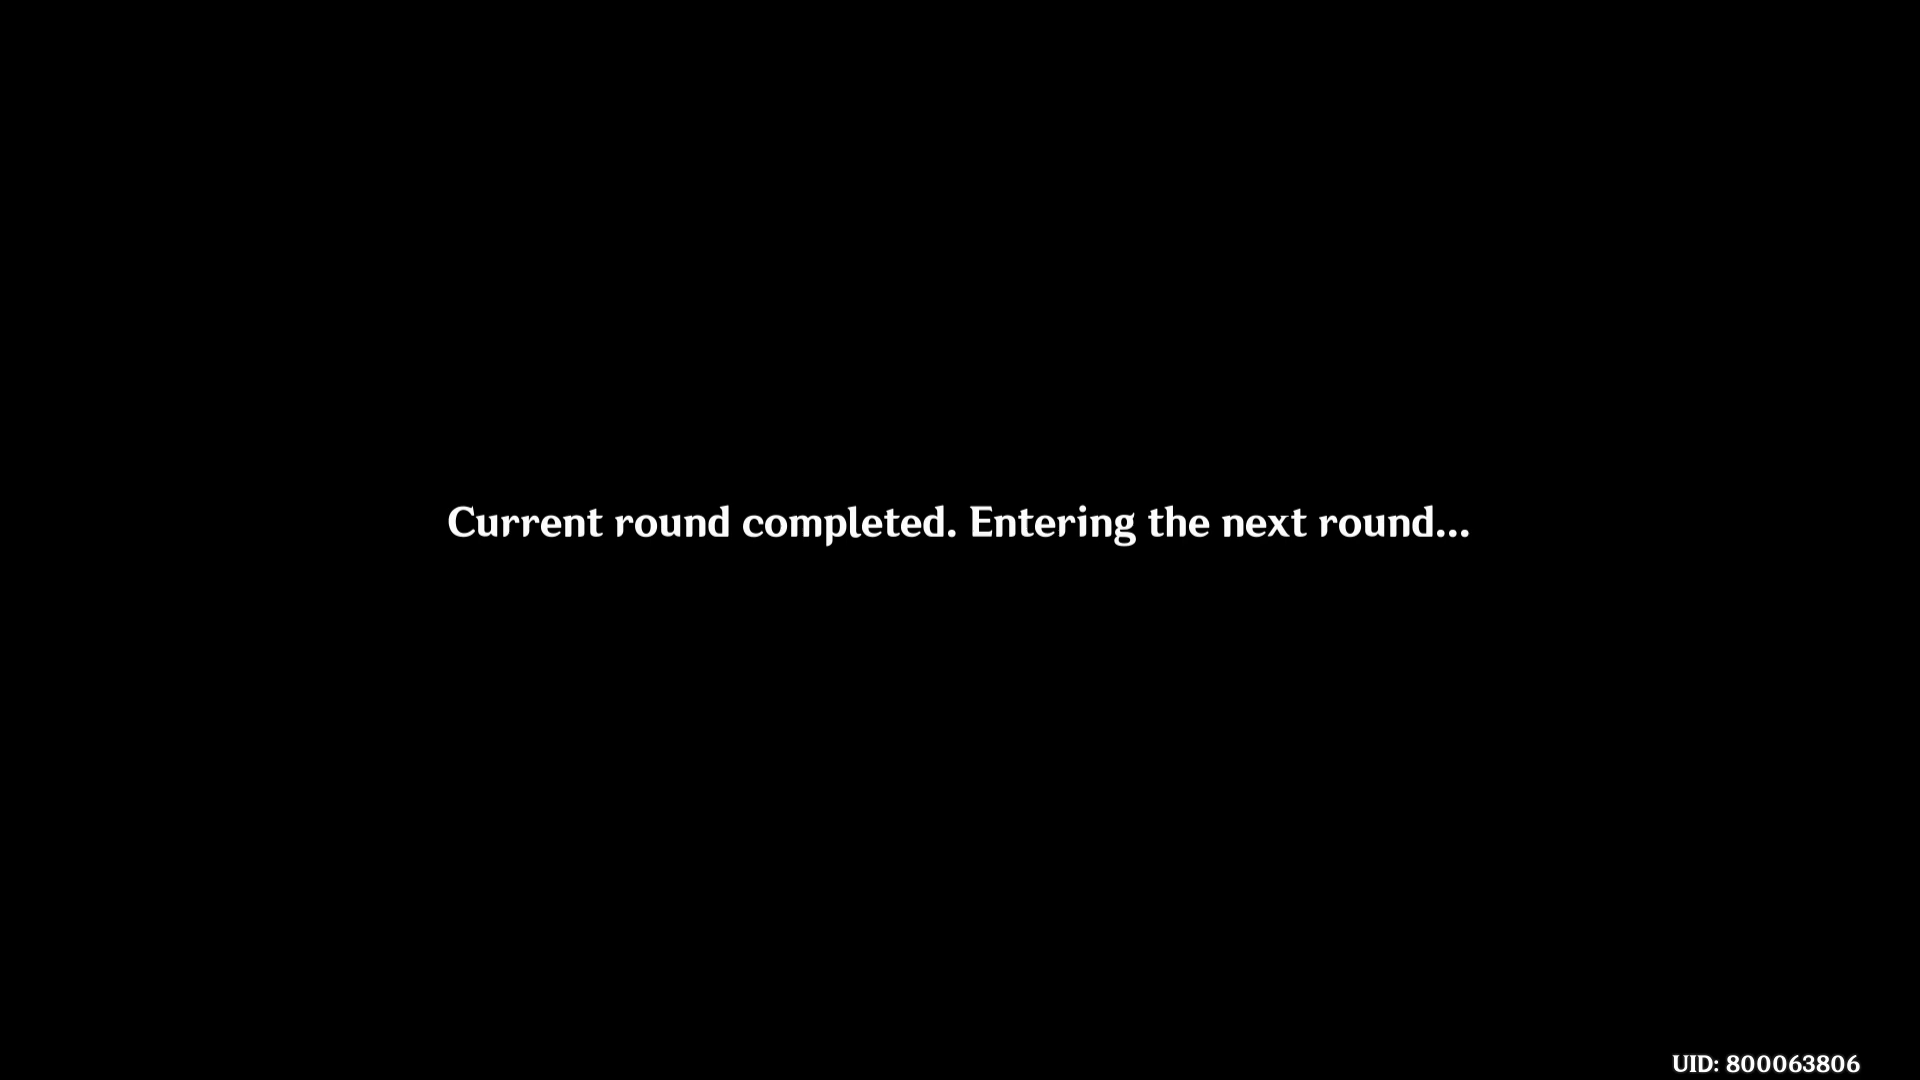 Current round completed. Entering the next round...
UID: 800063806